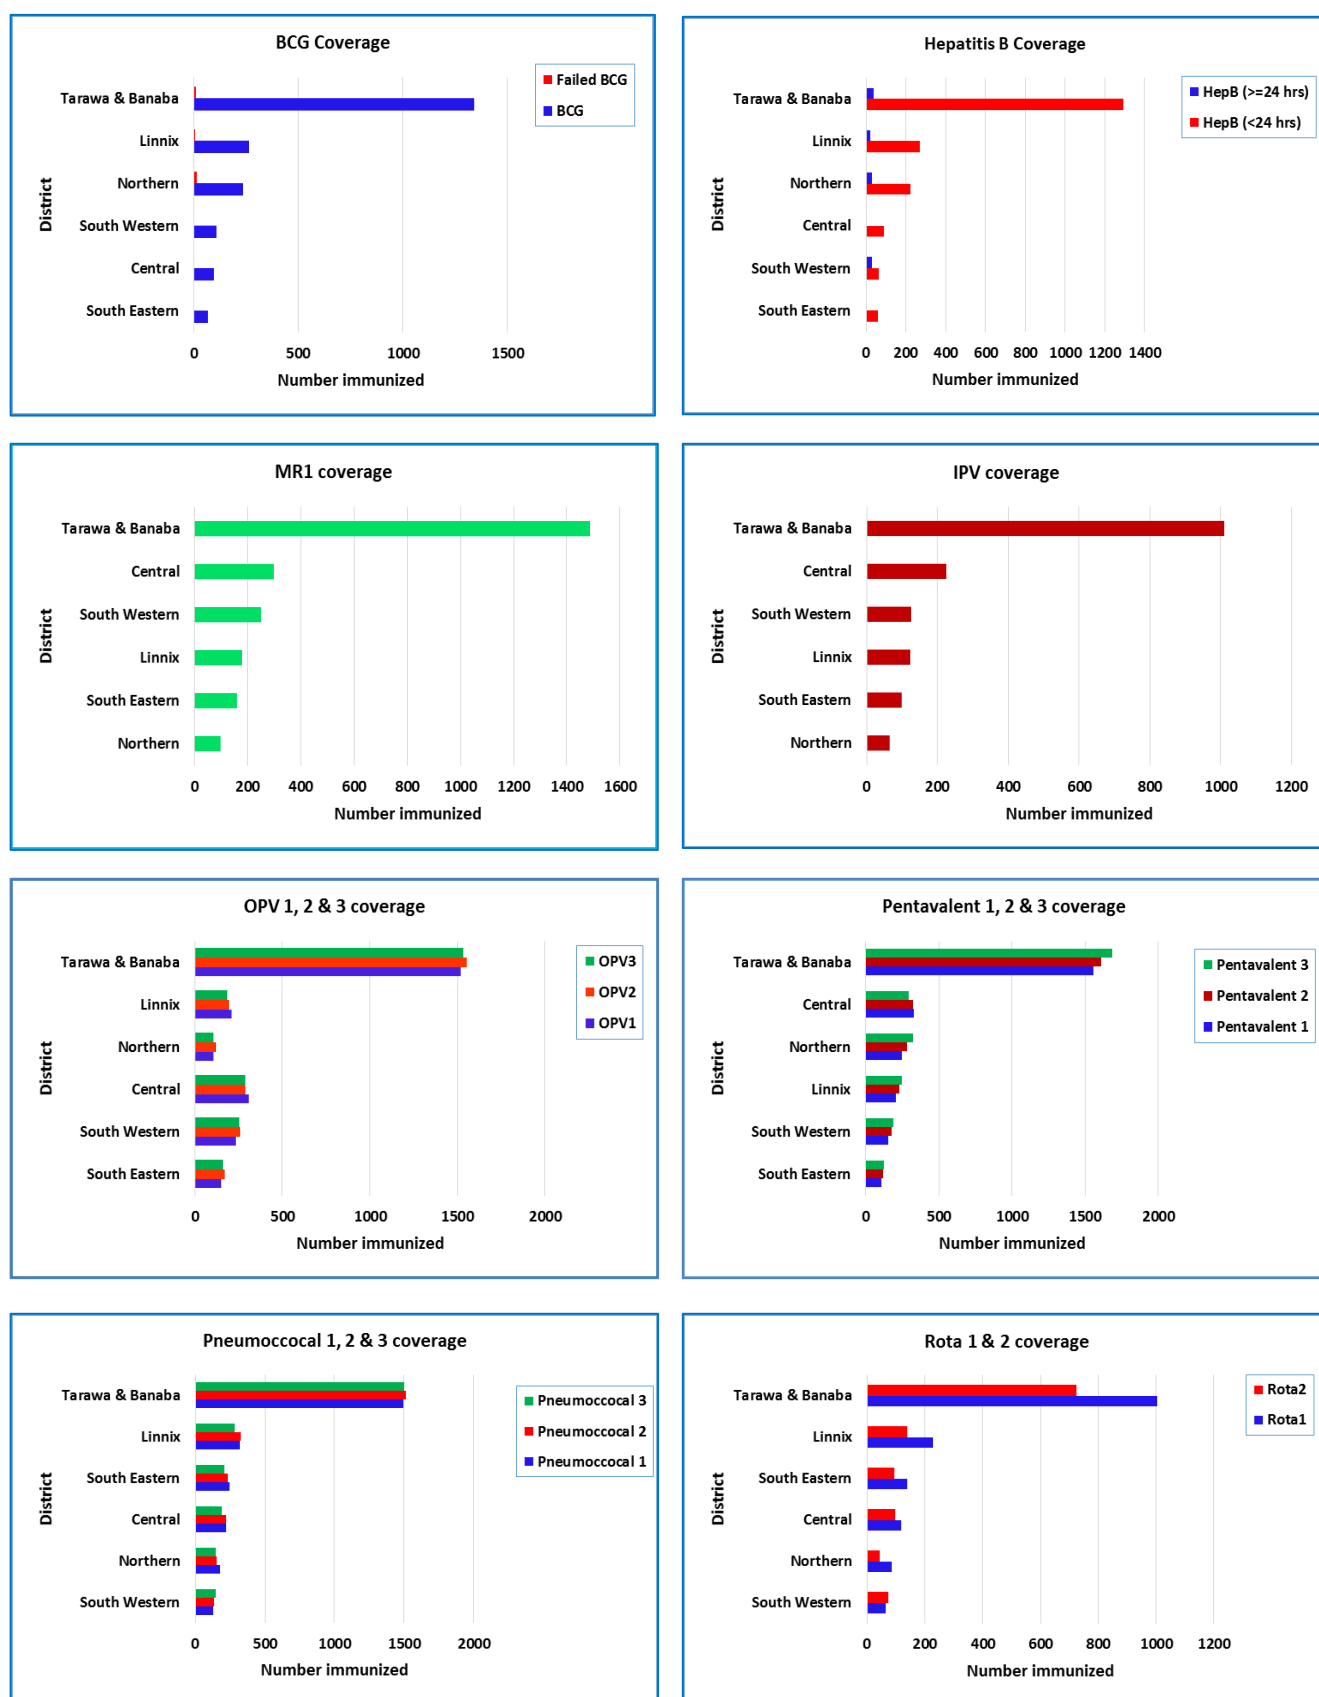 BCG Coverage
Failed BCG
BCG
District
Tarawa & Banaba
Linnix
Northern
South Western
Central
South Eastern
0 500 1000 1500
Number immunized
Hepatitis B Coverage
HepB (>=24 hrs)
HepB (<24 hrs)
District
Tarawa & Banaba
Linnix
Northern
Central
South Western
South Eastern
0 200 400 600 800 1000 1200 1400
Number immunized
MR1 coverage
District
Tarawa & Banaba
Central
South Western
Linnix
South Eastern
Northern
0 200 400 600 800 1000 1200 1400 1600
Number immunized
IPV coverage
District
Tarawa & Banaba
Central
South Western
Linnix
South Eastern
Northern
0 200 400 600 800 1000 1200
Number immunized
OPV 1, 2 & 3 coverage
OPV3
OPV2
OPV1
District
Tarawa & Banaba
Linnix
Northern
Central
South Western
South Eastern
0 500 1000 1500 2000
Number immunized
Pentavalent 1, 2 & 3 coverage
Pentavalent 3
Pentavalent 2
Pentavalent 1
District
Tarawa & Banaba
Central
Northern
Linnix
South Western
South Eastern
0 500 1000 1500 2000
Number immunized
Pneumoccocal 1, 2 & 3 coverage
Pneumoccocal 3
Pneumoccocal 2
Pneumoccocal 1
District
Tarawa & Banaba
Linnix
South Eastern
Central
Northern
South Western
0 500 1000 1500 2000
Number immunized
Rota 1 & 2 coverage
Rota2
Rota1
District
Tarawa & Banaba
Linnix
South Eastern
Central
Northern
South Western
0 200 400 600 800 1000 1200
Number immunized